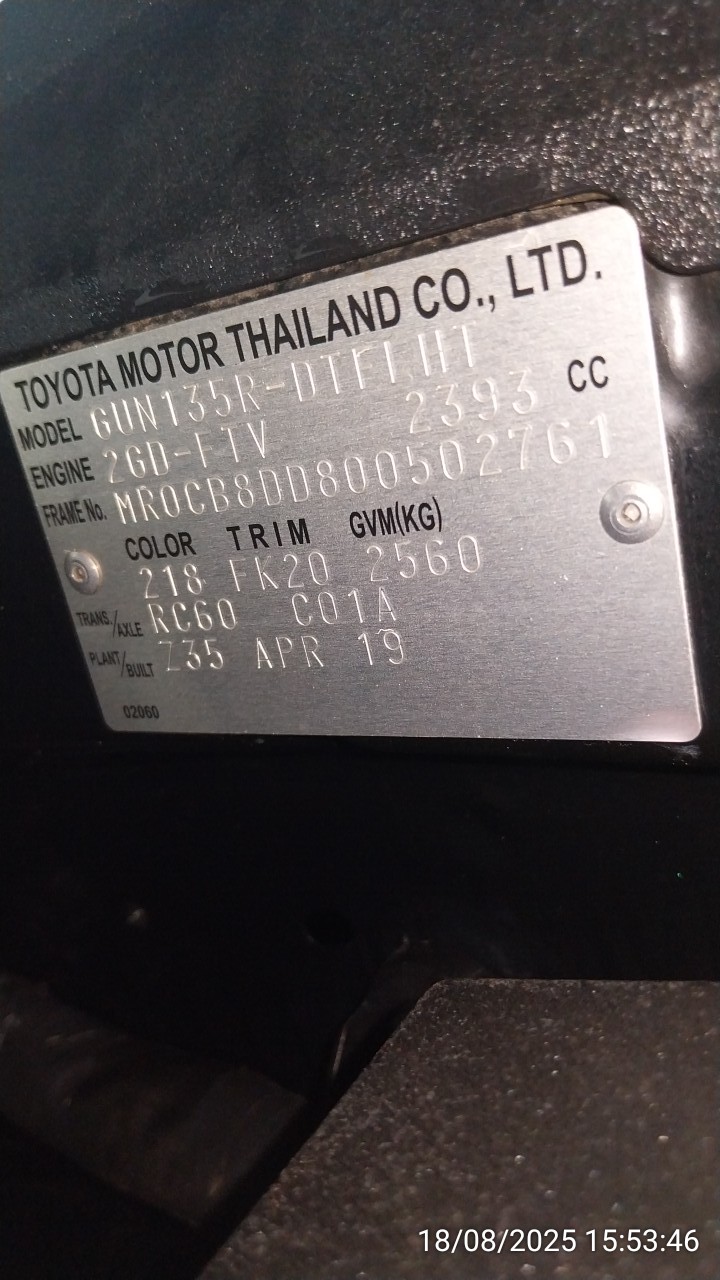 TOYOTA MOTOR THAILAND CO., LTD.
MODEL GUN135R-DTFLHT
ENGINE 2GD-FTV 2393 CC
FRAME No. MR0CB8DD800502761
COLOR TRIM GVM(KG)
218 FK20 2560
TRANS./AXLE RC60 C01A
PLANT/BUILT Z35 APR 19
02060
18/08/2025 15:53:46